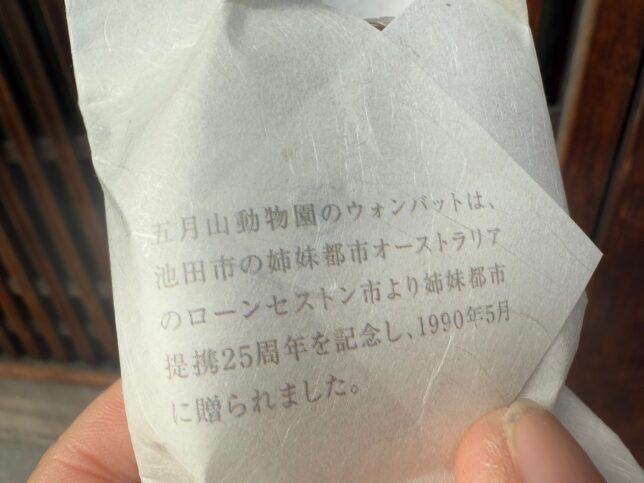 五月山動物園のウォンバットは、
池田市の姉妹都市オーストラリア
のローンセストン市より姉妹都市
提携25周年を記念し、1990年5月
に贈られました。